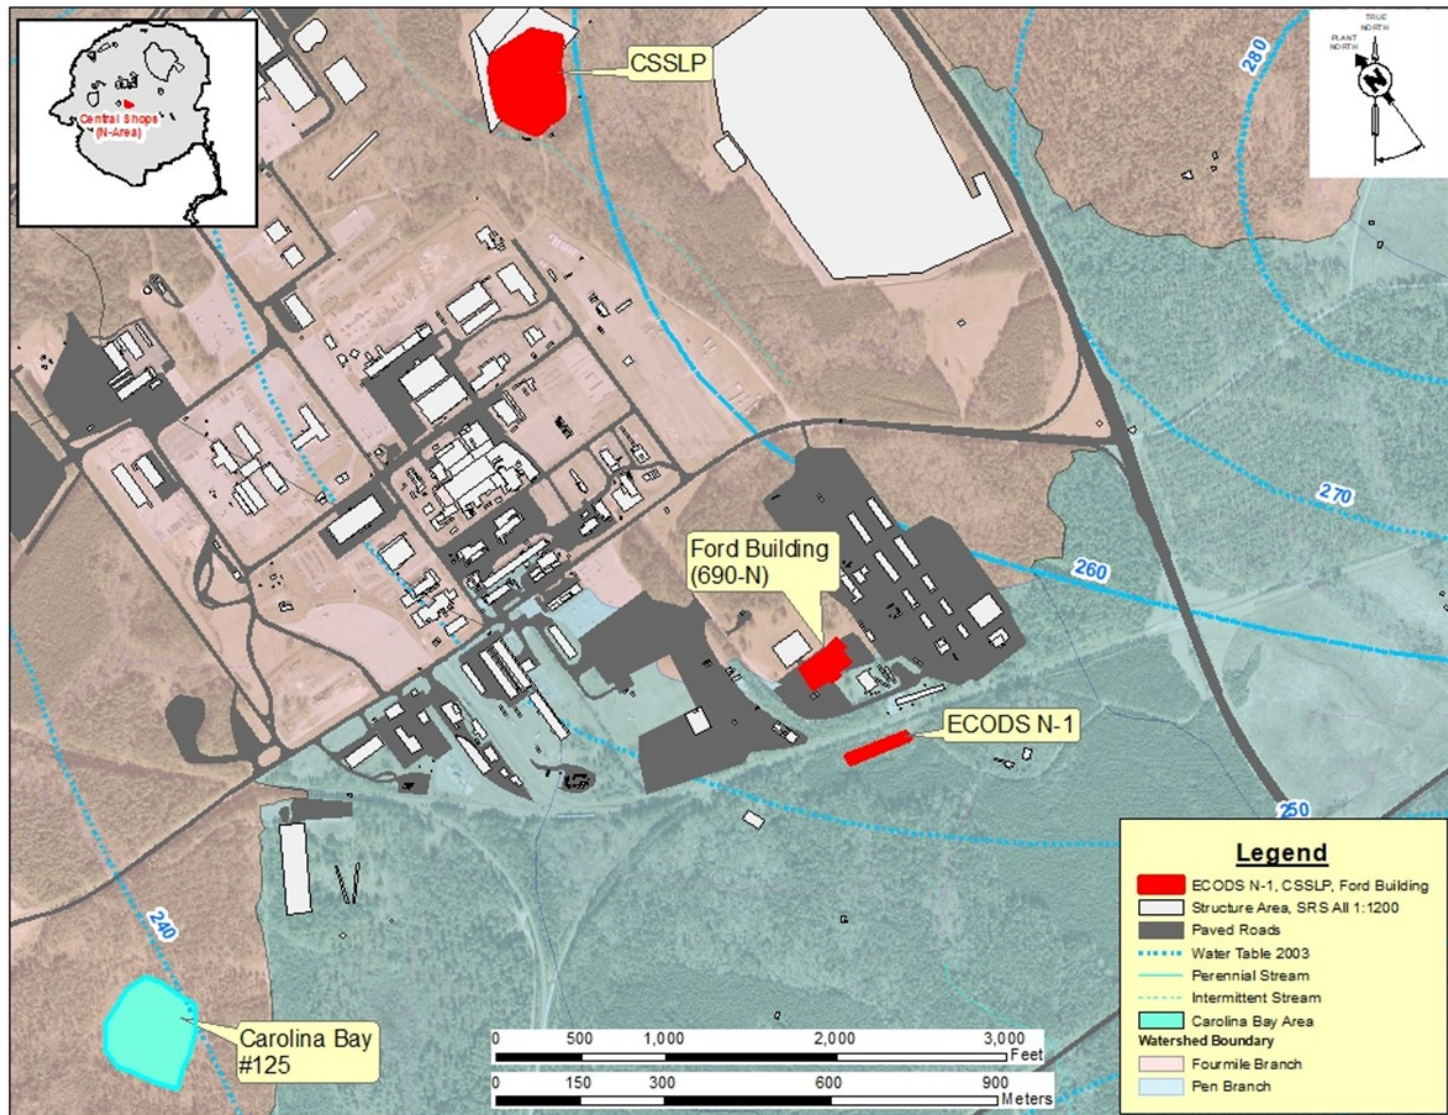 Central Shops
(N-Area)
CSSLP
280
TRUE
NORTH
PLANT
NORTH
N
270
260
Ford Building
(690-N)
ECODS N-1
250
240
Carolina Bay
#125
0 500 1,000 2,000 3,000
Feet
0 150 300 600 900
Meters
Legend
ECODS N-1, CSSLP, Ford Building
Structure Area, SRS All 1:1200
Paved Roads
Water Table 2003
Perennial Stream
Intermittent Stream
Carolina Bay Area
Watershed Boundary
Fourmile Branch
Pen Branch